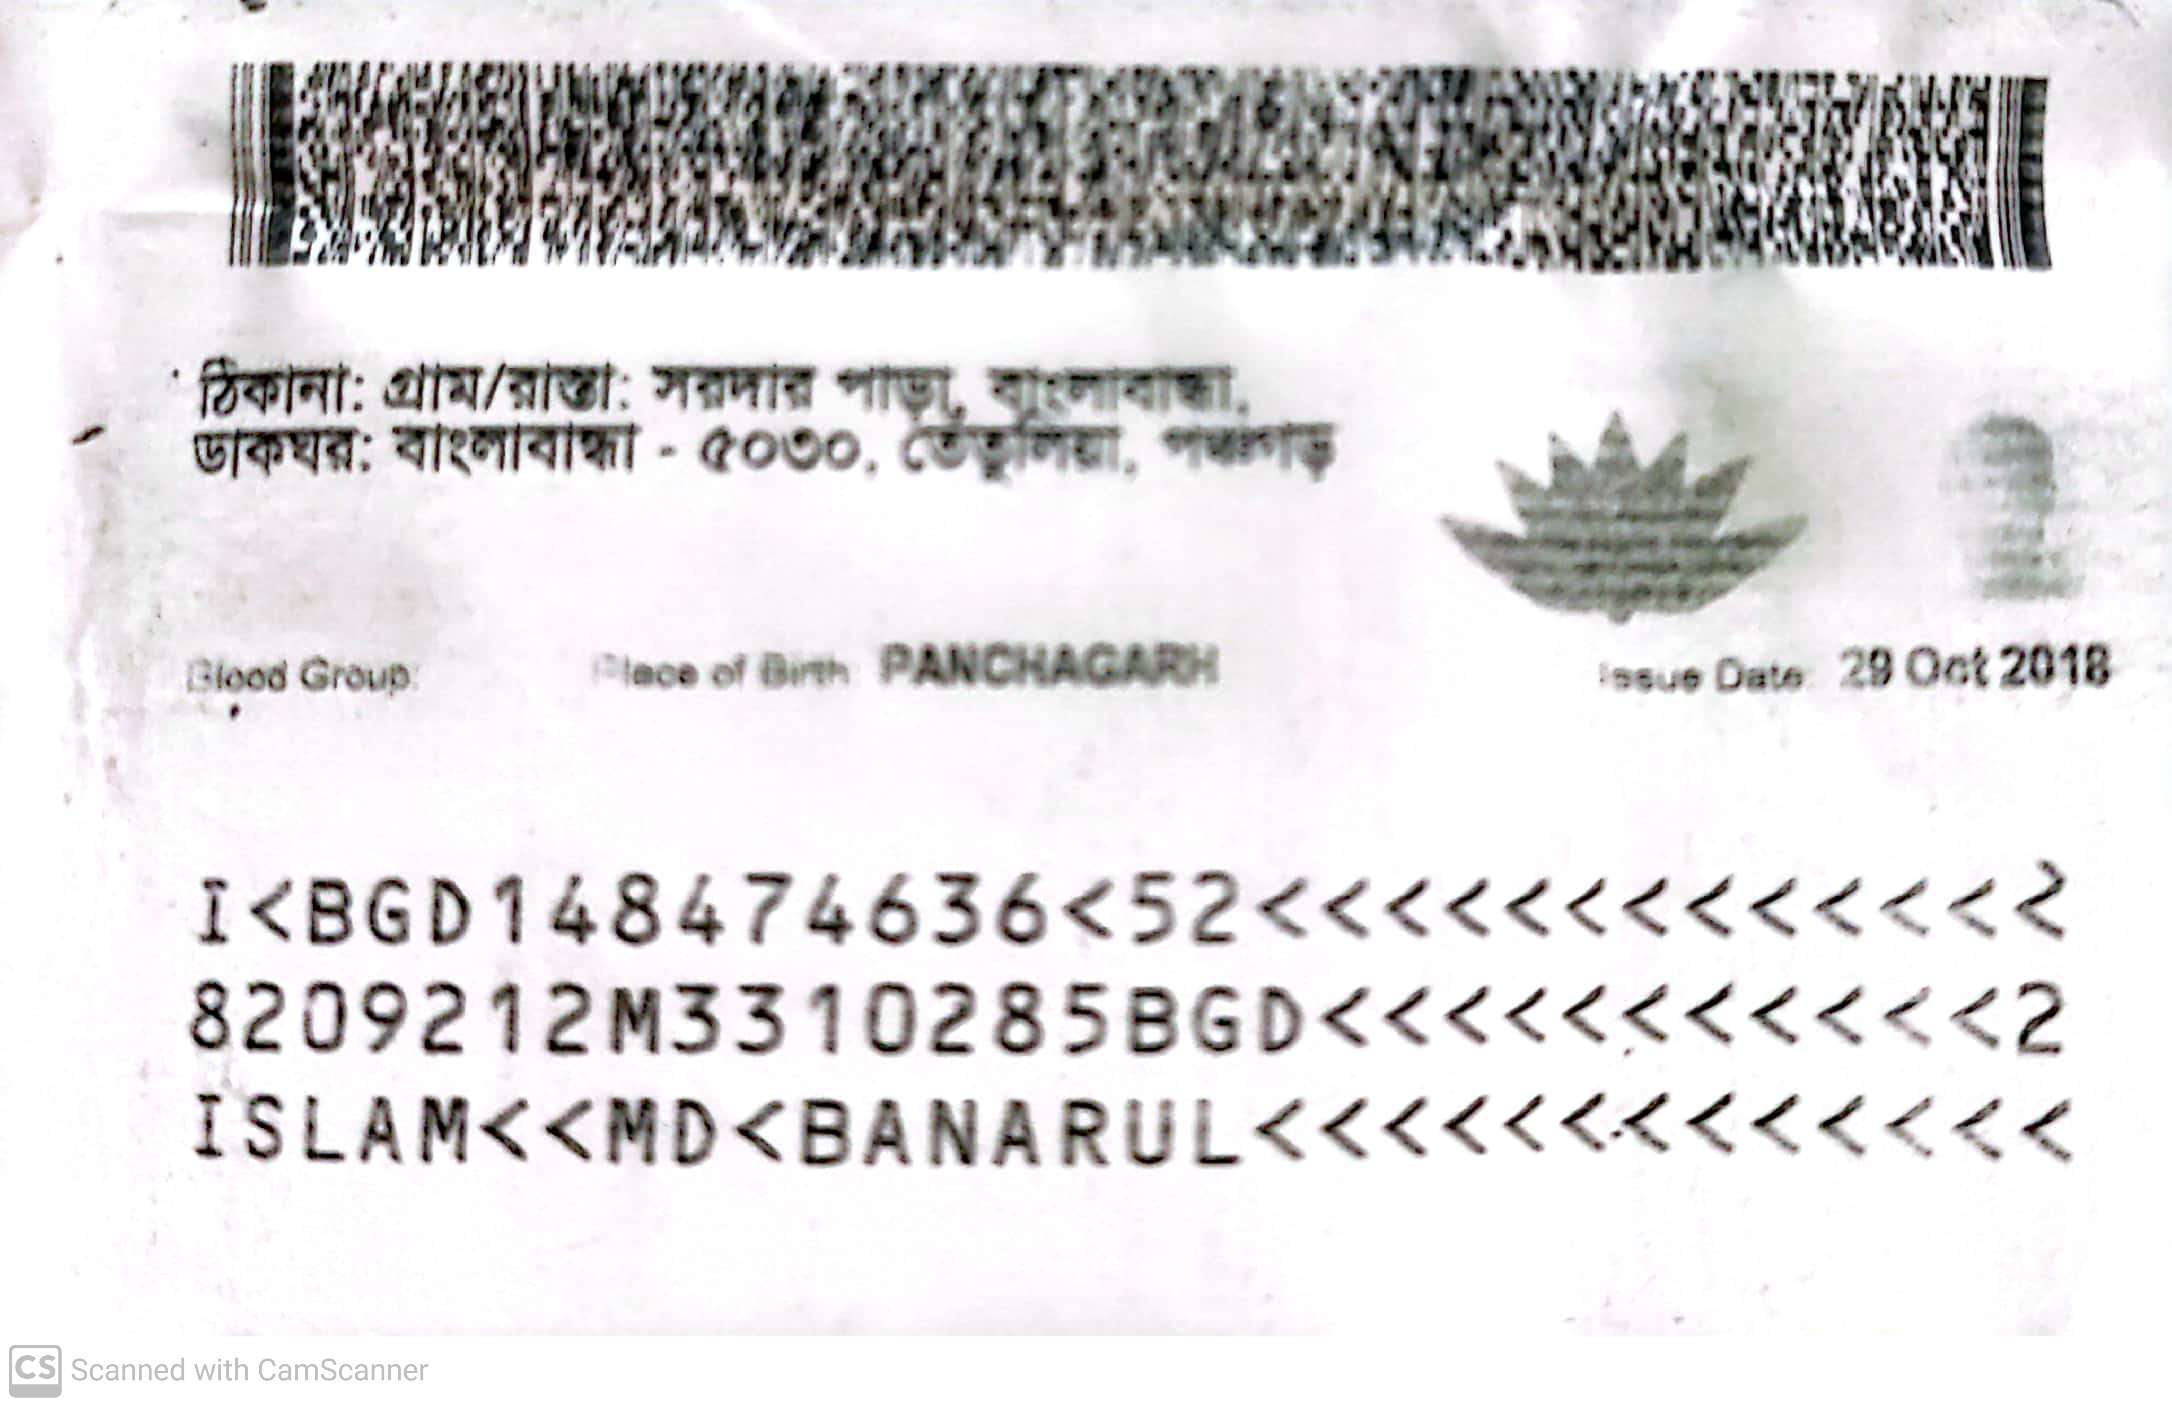 ঠিকানা: গ্রাম/রাস্তা: সরদার পাড়া, বাংলাবান্ধা,
ডাকঘর: বাংলাবান্ধা - ৫০৩০, তেঁতুলিয়া, পঞ্চগড়
Blood Group:
Place of Birth: PANCHAGARH
Issue Date: 29 Oct 2018
I<BGD148474636<52<<<<<<<<<<<<<2
8209212M3310285BGD<<<<<<<<<<<2
ISLAM<<MD<BANARUL<<<<<<<<<<<<<
CS Scanned with CamScanner